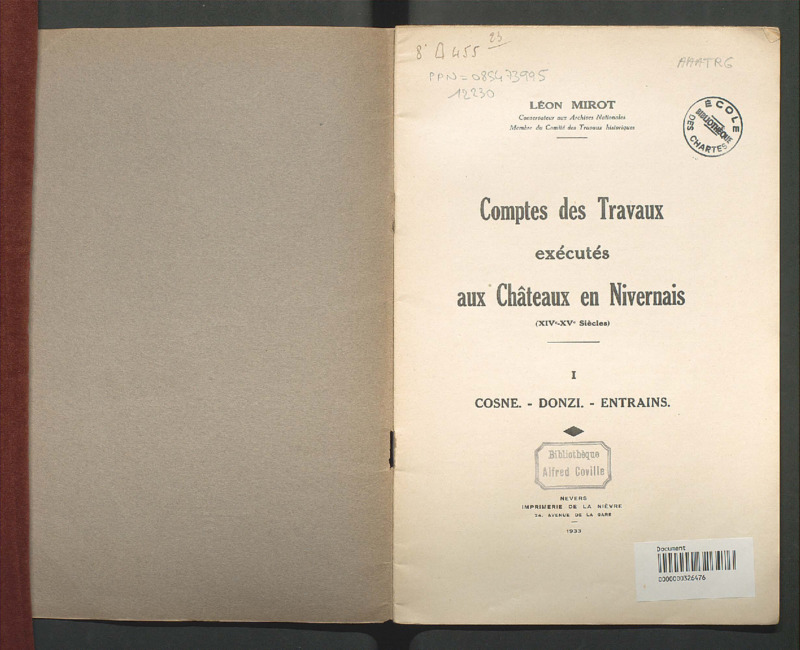 8° Δ 455 23
PPN = 085473995
12230
AAATRG
LÉON MIROT
Conservateur aux Archives Nationales
Membre du Comité des Travaux historiques
ÉCOLE
BIBLIOTHÈQUE
DES CHARTES
Comptes des Travaux
exécutés
aux Châteaux en Nivernais
(XIVe-XVe Siècles)
I
COSNE. - DONZI. - ENTRAINS.
Bibliothèque
Alfred Coville
NEVERS
IMPRIMERIE DE LA NIÈVRE
24, AVENUE DE LA GARE
1933
Document
0000000326476